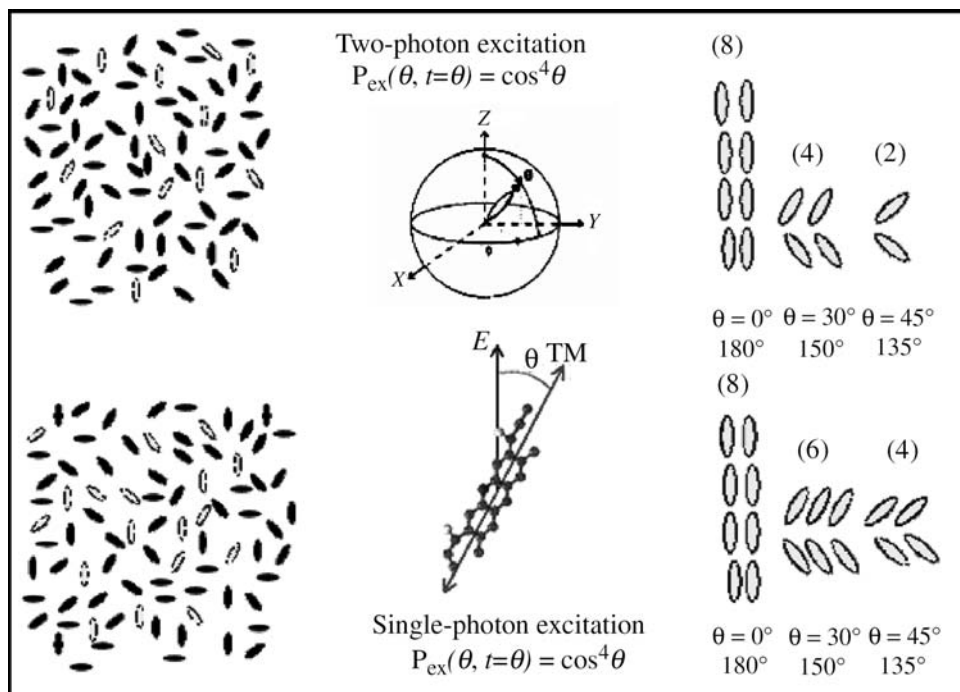 Two-photon excitation
P_ex(θ, t=θ) = cos⁴θ
Z
θ
Y
X
ϕ
E
θ TM
Single-photon excitation
P_ex(θ, t=θ) = cos⁴θ
(8)
(4) (2)
θ = 0° θ = 30° θ = 45°
180° 150° 135°
(8)
(6) (4)
θ = 0° θ = 30° θ = 45°
180° 150° 135°